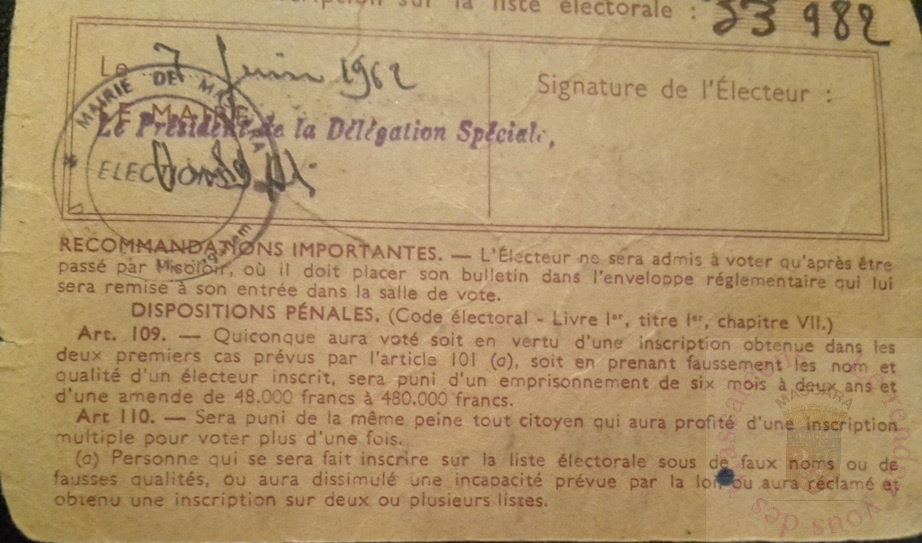 inscription sur la liste électorale : 33 982
Le 7 Juin 1962
Signature de l'Électeur :
MAIRIE DE MASCARA
LE MAIRE,
Le Président de la Délégation Spéciale,
ELECTIONS
RECOMMANDATIONS IMPORTANTES. — L'Électeur ne sera admis à voter qu'après être
passé par l'isoloir, où il doit placer son bulletin dans l'enveloppe réglementaire qui lui
sera remise à son entrée dans la salle de vote.
DISPOSITIONS PÉNALES. (Code électoral - Livre Iᵉʳ, titre Iᵉʳ, chapitre VII.)
Art. 109. — Quiconque aura voté soit en vertu d'une inscription obtenue dans les
deux premiers cas prévus par l'article 101 (a), soit en prenant faussement les nom et
qualité d'un électeur inscrit, sera puni d'un emprisonnement de six mois à deux ans et
d'une amende de 48.000 francs à 480.000 francs.
Art 110. — Sera puni de la même peine tout citoyen qui aura profité d'une inscription
multiple pour voter plus d'une fois.
(a) Personne qui se sera fait inscrire sur la liste électorale sous de faux noms ou de
fausses qualités, ou aura dissimulé une incapacité prévue par la loi, ou aura réclamé et
obtenu une inscription sur deux ou plusieurs listes.
MASCARA
vous des